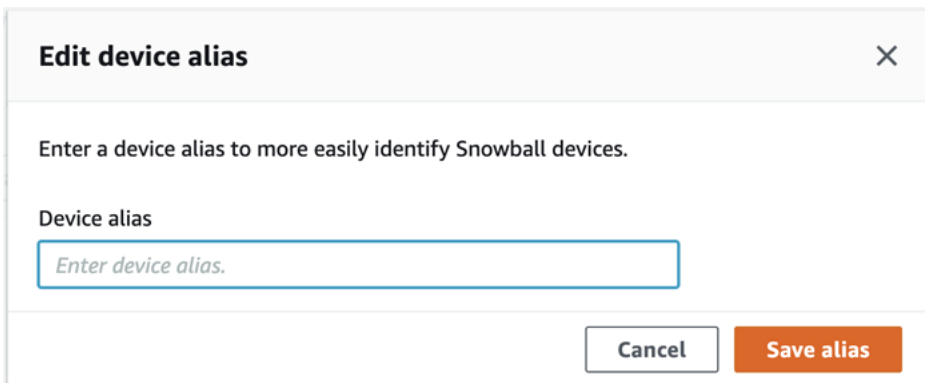 Edit device alias
Enter a device alias to more easily identify Snowball devices.
Device alias
Enter device alias.
Cancel
Save alias